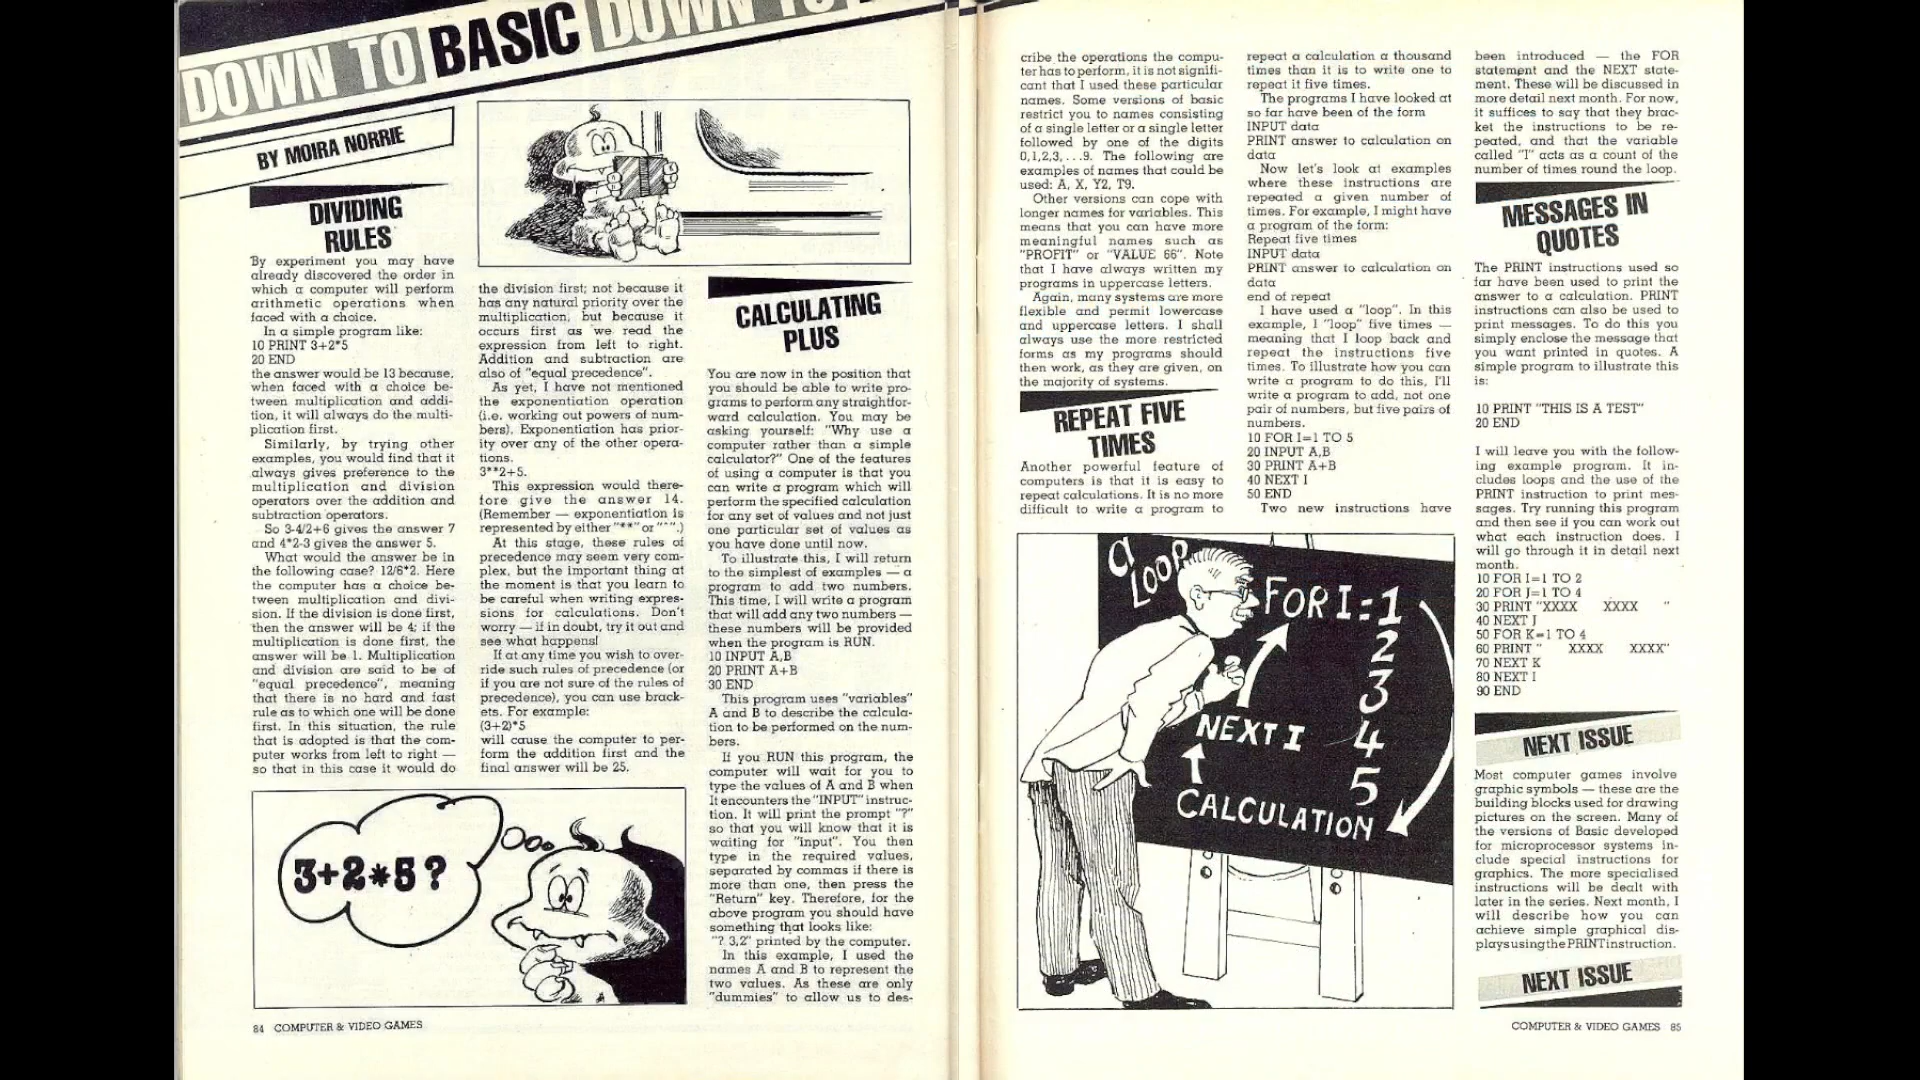 DOWN TO BASIC DOWN TO
BY MOIRA NORRIE
DIVIDING
RULES
By experiment you may have
already discovered the order in
which a computer will perform
arithmetic operations when
faced with a choice.
In a simple program like:
10 PRINT 3+2*5
20 END
the answer would be 13 because,
when faced with a choice be-
tween multiplication and addi-
tion, it will always do the multi-
plication first.
Similarly, by trying other
examples, you would find that it
always gives preference to the
multiplication and division
operators over the addition and
subtraction operators.
So 3-4/2+6 gives the answer 7
and 4*2-3 gives the answer 5.
What would the answer be in
the following case? 12/6*2. Here
the computer has a choice be-
tween multiplication and divi-
sion. If the division is done first,
then the answer will be 4; if the
multiplication is done first, the
answer will be 1. Multiplication
and division are said to be of
"equal precedence", meaning
that there is no hard and fast
rule as to which one will be done
first. In this situation, the rule
that is adopted is that the com-
puter works from left to right —
so that in this case it would do
the division first; not because it
has any natural priority over the
multiplication, but because it
occurs first as we read the
expression from left to right.
Addition and subtraction are
also of "equal precedence".
As yet, I have not mentioned
the exponentiation operation
(i.e. working out powers of num-
bers). Exponentiation has prior-
ity over any of the other opera-
tions.
3**2+5.
This expression would there-
fore give the answer 14.
(Remember — exponentiation is
represented by either "**" or "^".)
At this stage, these rules of
precedence may seem very com-
plex, but the important thing at
the moment is that you learn to
be careful when writing expres-
sions for calculations. Don't
worry — if in doubt, try it out and
see what happens!
If at any time you wish to over-
ride such rules of precedence (or
if you are not sure of the rules of
precedence), you can use brack-
ets. For example:
(3+2)*5
will cause the computer to per-
form the addition first and the
final answer will be 25.
3+2*5?
CALCULATING
PLUS
You are now in the position that
you should be able to write pro-
grams to perform any straightfor-
ward calculation. You may be
asking yourself: "Why use a
computer rather than a simple
calculator?" One of the features
of using a computer is that you
can write a program which will
perform the specified calculation
for any set of values and not just
one particular set of values as
you have done until now.
To illustrate this, I will return
to the simplest of examples — a
program to add two numbers.
This time, I will write a program
that will add any two numbers —
these numbers will be provided
when the program is RUN.
10 INPUT A,B
20 PRINT A+B
30 END
This program uses "variables"
A and B to describe the calcula-
tion to be performed on the num-
bers.
If you RUN this program, the
computer will wait for you to
type the values of A and B when
it encounters the "INPUT" instruc-
tion. It will print the prompt "?"
so that you will know that it is
waiting for "input". You then
type in the required values,
separated by commas if there is
more than one, then press the
"Return" key. Therefore, for the
above program you should have
something that looks like:
"? 3,2" printed by the computer.
In this example, I used the
names A and B to represent the
two values. As these are only
"dummies" to allow us to des-
84 COMPUTER & VIDEO GAMES
cribe the operations the compu-
ter has to perform, it is not signifi-
cant that I used these particular
names. Some versions of basic
restrict you to names consisting
of a single letter or a single letter
followed by one of the digits
0,1,2,3,...9. The following are
examples of names that could be
used: A, X, Y2, T9.
Other versions can cope with
longer names for variables. This
means that you can have more
meaningful names such as
"PROFIT" or "VALUE 66". Note
that I have always written my
programs in uppercase letters.
Again, many systems are more
flexible and permit lowercase
and uppercase letters. I shall
always use the more restricted
forms as my programs should
then work, as they are given, on
the majority of systems.
REPEAT FIVE
TIMES
Another powerful feature of
computers is that it is easy to
repeat calculations. It is no more
difficult to write a program to
repeat a calculation a thousand
times than it is to write one to
repeat it five times.
The programs I have looked at
so far have been of the form
INPUT data
PRINT answer to calculation on
data
Now let's look at examples
where these instructions are
repeated a given number of
times. For example, I might have
a program of the form:
Repeat five times
INPUT data
PRINT answer to calculation on
data
end of repeat
I have used a "loop". In this
example, I "loop" five times —
meaning that I loop back and
repeat the instructions five
times. To illustrate how you can
write a program to do this, I'll
write a program to add, not one
pair of numbers, but five pairs of
numbers.
10 FOR I=1 TO 5
20 INPUT A,B
30 PRINT A+B
40 NEXT I
50 END
Two new instructions have
A
LOOP
FOR I=1
2
3
4
5
NEXT I
CALCULATION
been introduced — the FOR
statement and the NEXT state-
ment. These will be discussed in
more detail next month. For now,
it suffices to say that they brac-
ket the instructions to be re-
peated, and that the variable
called "I" acts as a count of the
number of times round the loop.
MESSAGES IN
QUOTES
The PRINT instructions used so
far have been used to print the
answer to a calculation. PRINT
instructions can also be used to
print messages. To do this you
simply enclose the message that
you want printed in quotes. A
simple program to illustrate this
is:
10 PRINT "THIS IS A TEST"
20 END
I will leave you with the follow-
ing example program. It in-
cludes loops and the use of the
PRINT instruction to print mes-
sages. Try running this program
and then see if you can work out
what each instruction does. I
will go through it in detail next
month.
10 FOR I=1 TO 2
20 FOR J=1 TO 4
30 PRINT "XXXX    XXXX    "
40 NEXT J
50 FOR K=1 TO 4
60 PRINT "    XXXX    XXXX"
70 NEXT K
80 NEXT I
90 END
NEXT ISSUE
Most computer games involve
graphic symbols — these are the
building blocks used for drawing
pictures on the screen. Many of
the versions of Basic developed
for microprocessor systems in-
clude special instructions for
graphics. The more specialised
instructions will be dealt with
later in the series. Next month, I
will describe how you can
achieve simple graphical dis-
plays using the PRINT instruction.
NEXT ISSUE
COMPUTER & VIDEO GAMES 85